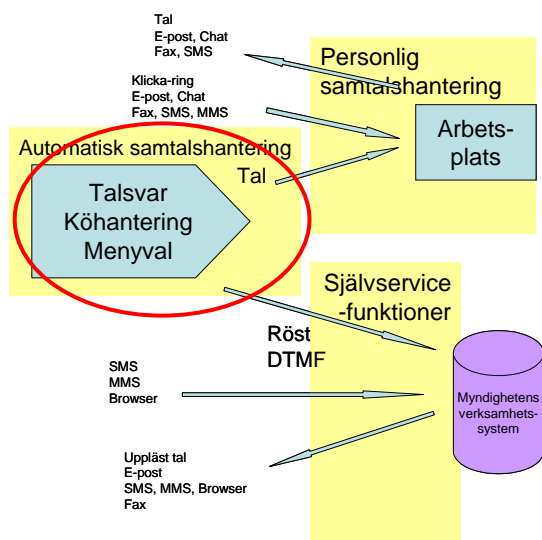 Tal
E-post, Chat
Fax, SMS
Personlig
samtalshantering
Klicka-ring
E-post, Chat
Fax, SMS, MMS
Arbets-
plats
Automatisk samtalshantering
Tal
Talsvar
Köhantering
Menyval
Självservice
-funktioner
Röst
DTMF
SMS
MMS
Browser
Myndighetens
verksamhets-
system
Uppläst tal
E-post
SMS, MMS, Browser
Fax